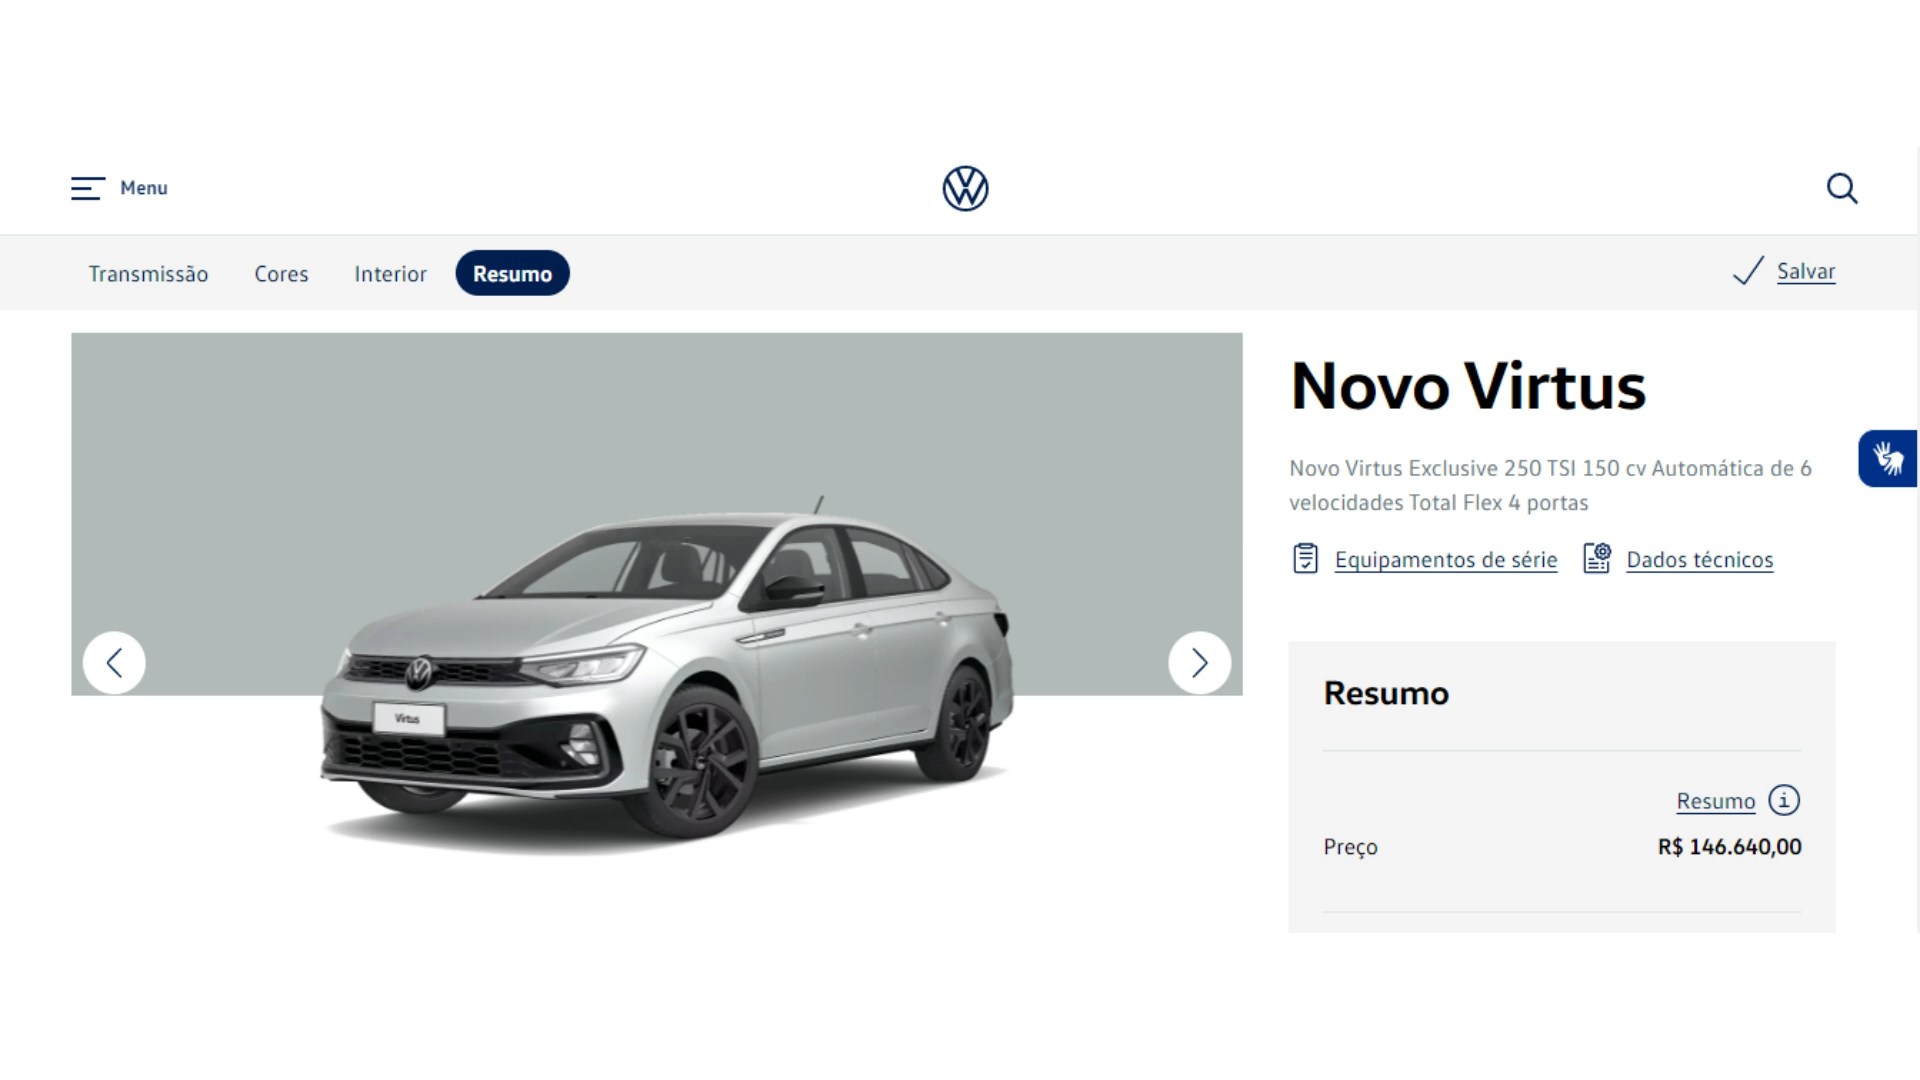 Menu
Transmissão
Cores
Interior
Resumo
Salvar
Novo Virtus
Novo Virtus Exclusive 250 TSI 150 cv Automática de 6
velocidades Total Flex 4 portas
Equipamentos de série
Dados técnicos
Virtus
Resumo
Resumo
Preço
R$ 146.640,00